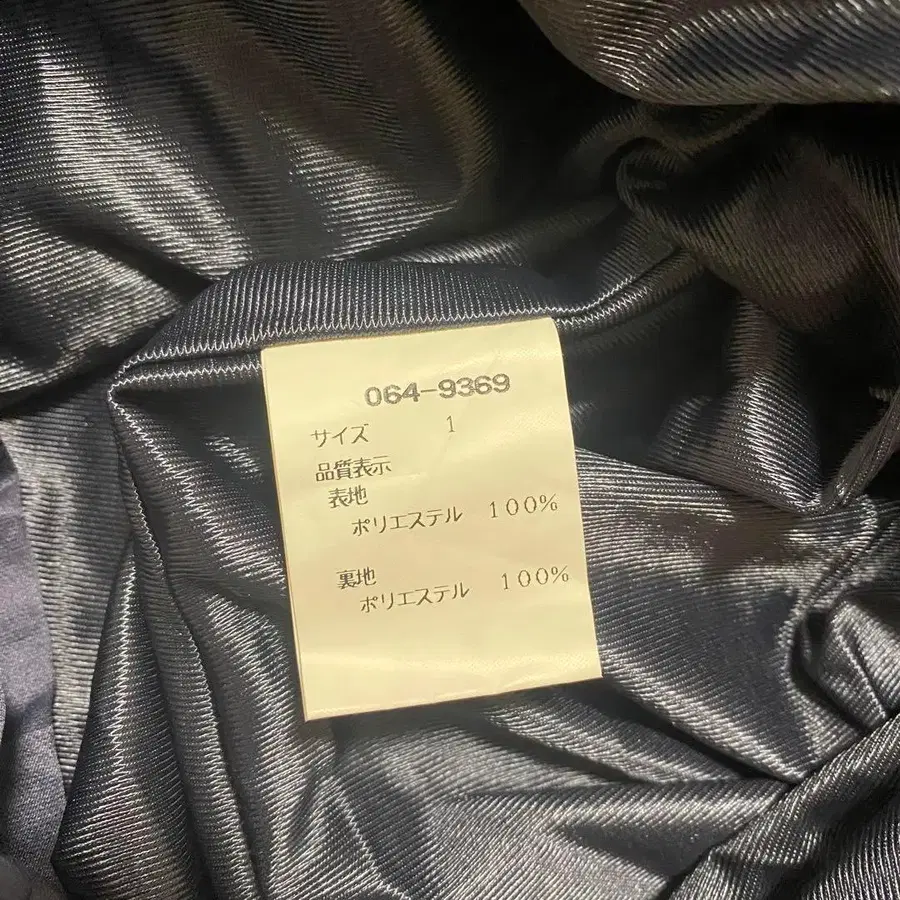 064-9369
サイズ 1
品質表示
表地
ポリエステル 100%
裏地
ポリエステル 100%